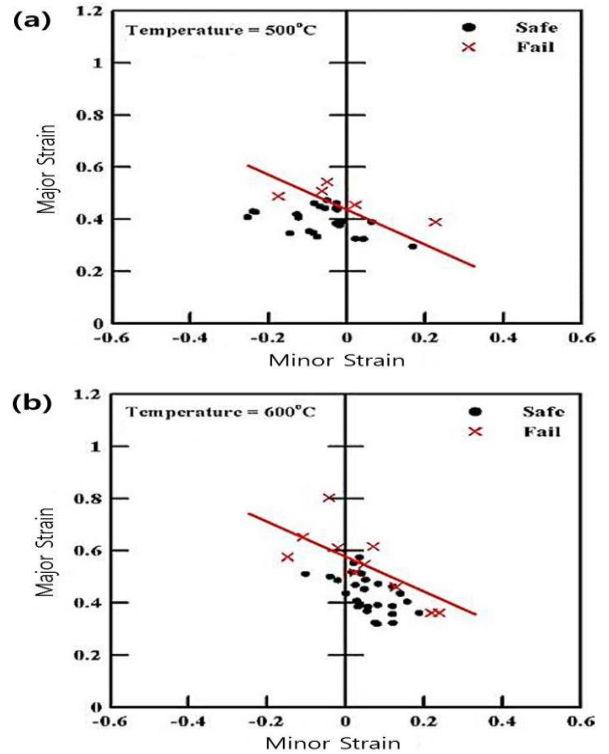 (a)
Temperature = 500°C
Safe
Fail
Major Strain
1.2
1
0.8
0.6
0.4
0.2
0
-0.6
-0.4
-0.2
0
0.2
0.4
0.6
Minor Strain
(b)
Temperature = 600°C
Safe
Fail
Major Strain
1.2
1
0.8
0.6
0.4
0.2
0
-0.6
-0.4
-0.2
0
0.2
0.4
0.6
Minor Strain